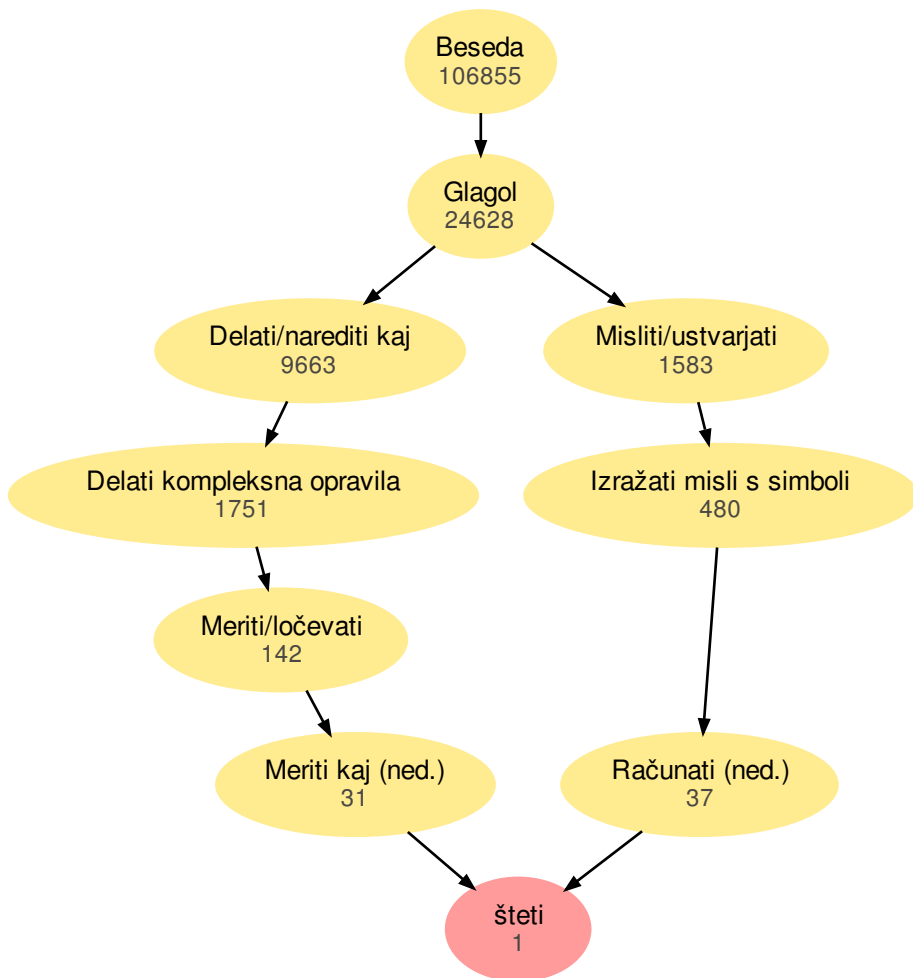 Beseda
106855
Glagol
24628
Delati/narediti kaj
9663
Misliti/ustvarjati
1583
Delati kompleksna opravila
1751
Izražati misli s simboli
480
Meriti/ločevati
142
Meriti kaj (ned.)
31
Računati (ned.)
37
šteti
1